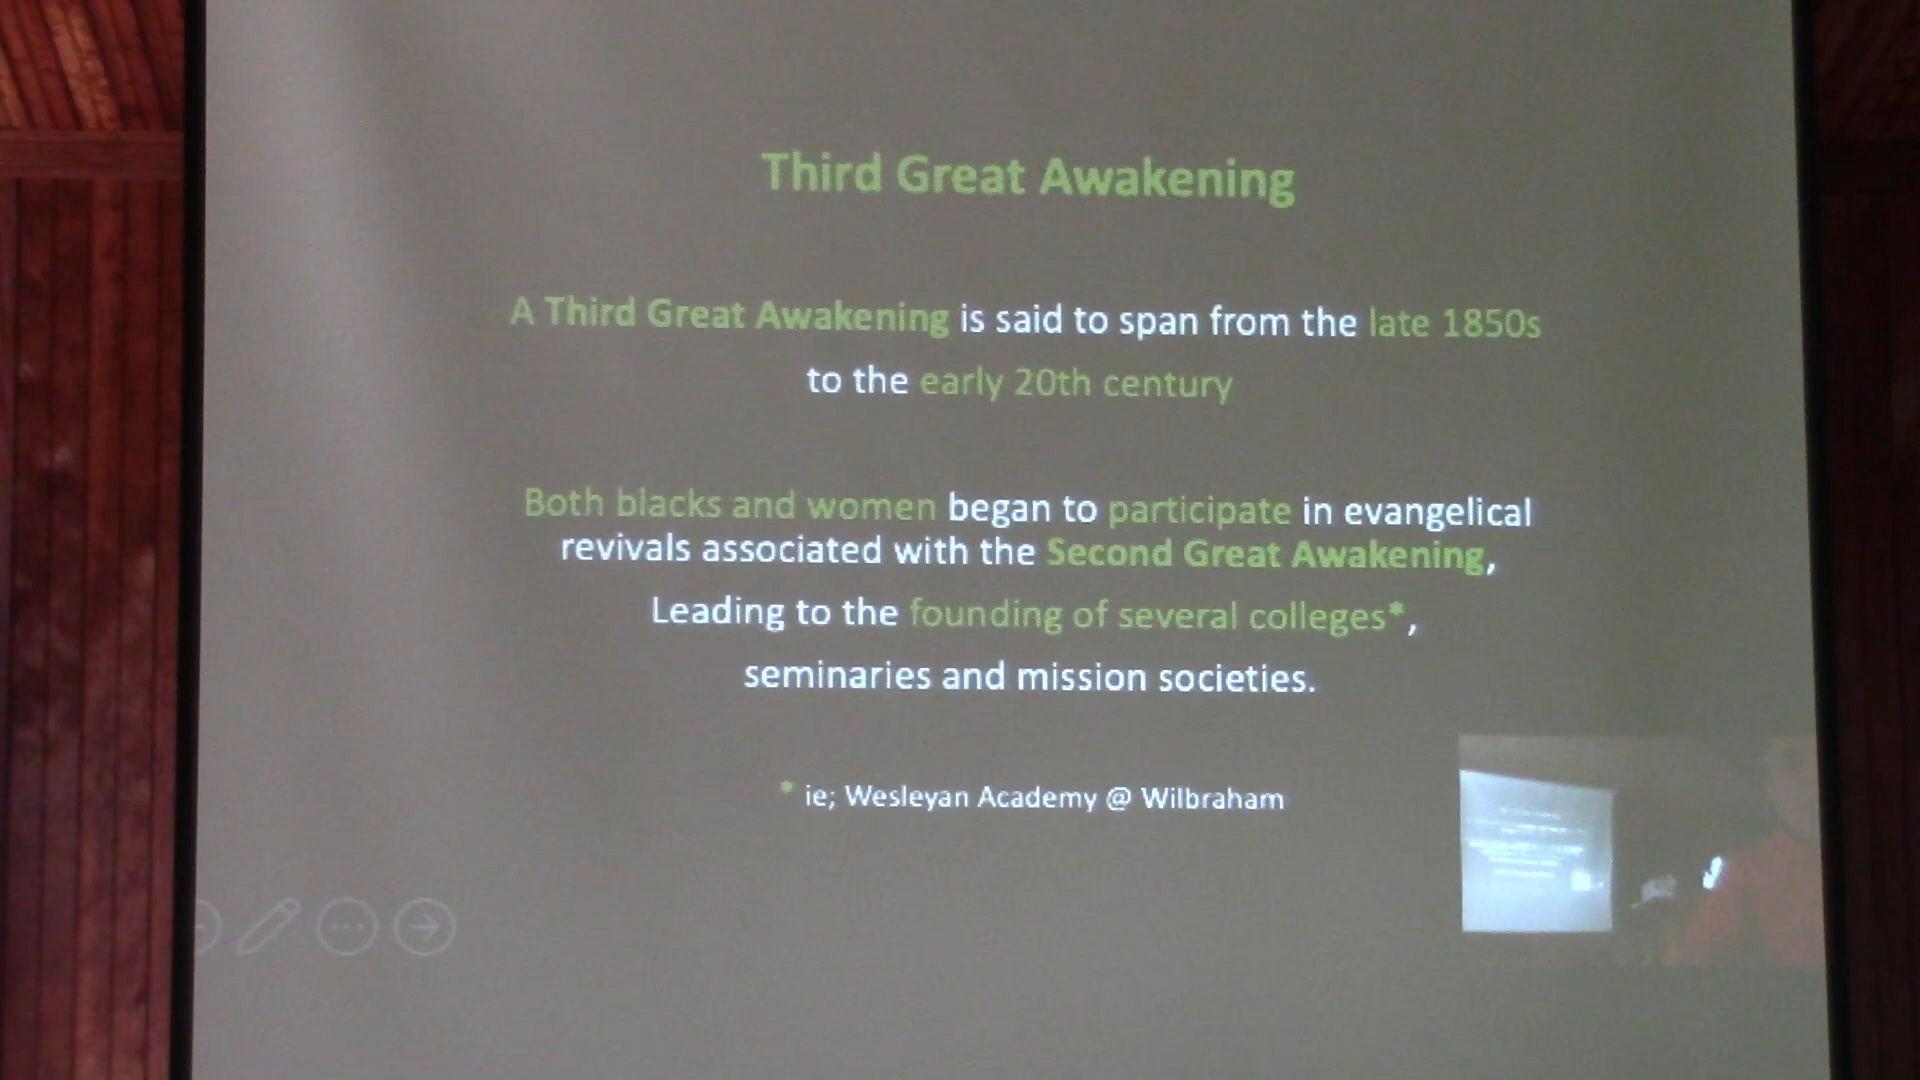 Third Great Awakening
A Third Great Awakening is said to span from the late 1850s
to the early 20th century
Both blacks and women began to participate in evangelical
revivals associated with the Second Great Awakening,
Leading to the founding of several colleges*,
seminaries and mission societies.
* ie; Wesleyan Academy @ Wilbraham